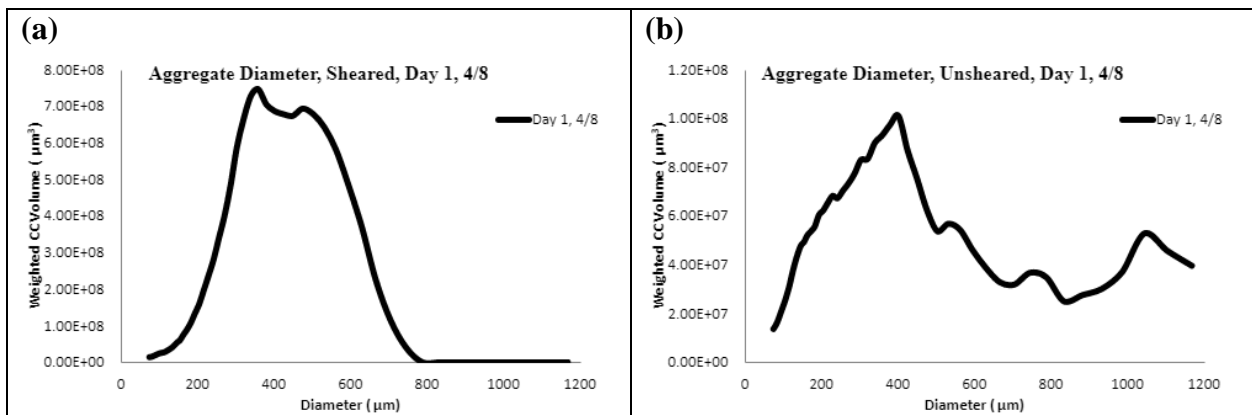 (a)
Aggregate Diameter, Sheared, Day 1, 4/8
8.00E+08
7.00E+08
6.00E+08
5.00E+08
4.00E+08
3.00E+08
2.00E+08
1.00E+08
0.00E+00
Weighted CCVolume ( µm³)
Day 1, 4/8
0 200 400 600 800 1000 1200
Diameter ( µm)
(b)
Aggregate Diameter, Unsheared, Day 1, 4/8
1.20E+08
1.00E+08
8.00E+07
6.00E+07
4.00E+07
2.00E+07
0.00E+00
Weighted CCVolume ( µm³)
Day 1, 4/8
0 200 400 600 800 1000 1200
Diameter ( µm)